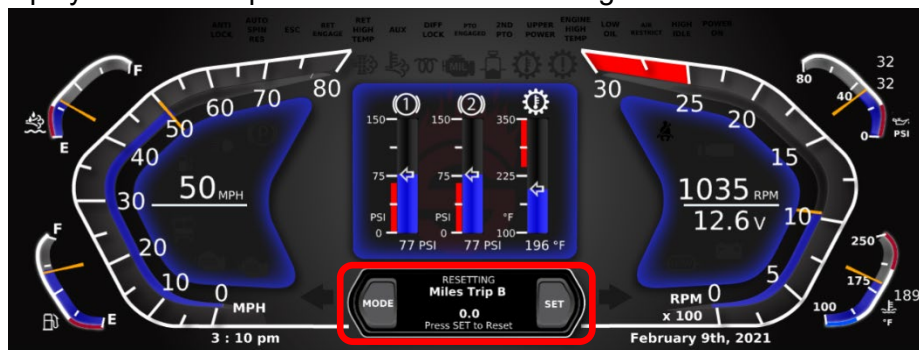 ANTI LOCK
AUTO SPIN RES
ESC
RET ENGAGE
RET HIGH TEMP
AUX
DIFF LOCK
PTO ENGAGED
2ND PTO
UPPER POWER
ENGINE HIGH TEMP
LOW OIL
AIR RESTRICT
HIGH IDLE
POWER ON
F
E
80
70
60
50
40
30
20
10
0
MPH
50 MPH
1
150
75
PSI
0
77 PSI
2
150
75
PSI
0
77 PSI
350
225
°F
100
196 °F
MIL
30
25
20
15
10
5
0
RPM
x 100
1035 RPM
12.6 V
80
40
0
32
32
PSI
F
E
250
175
100
189
°F
MODE
RESETTING
Miles Trip B
0.0
Press SET to Reset
SET
3 : 10 pm
February 9th, 2021